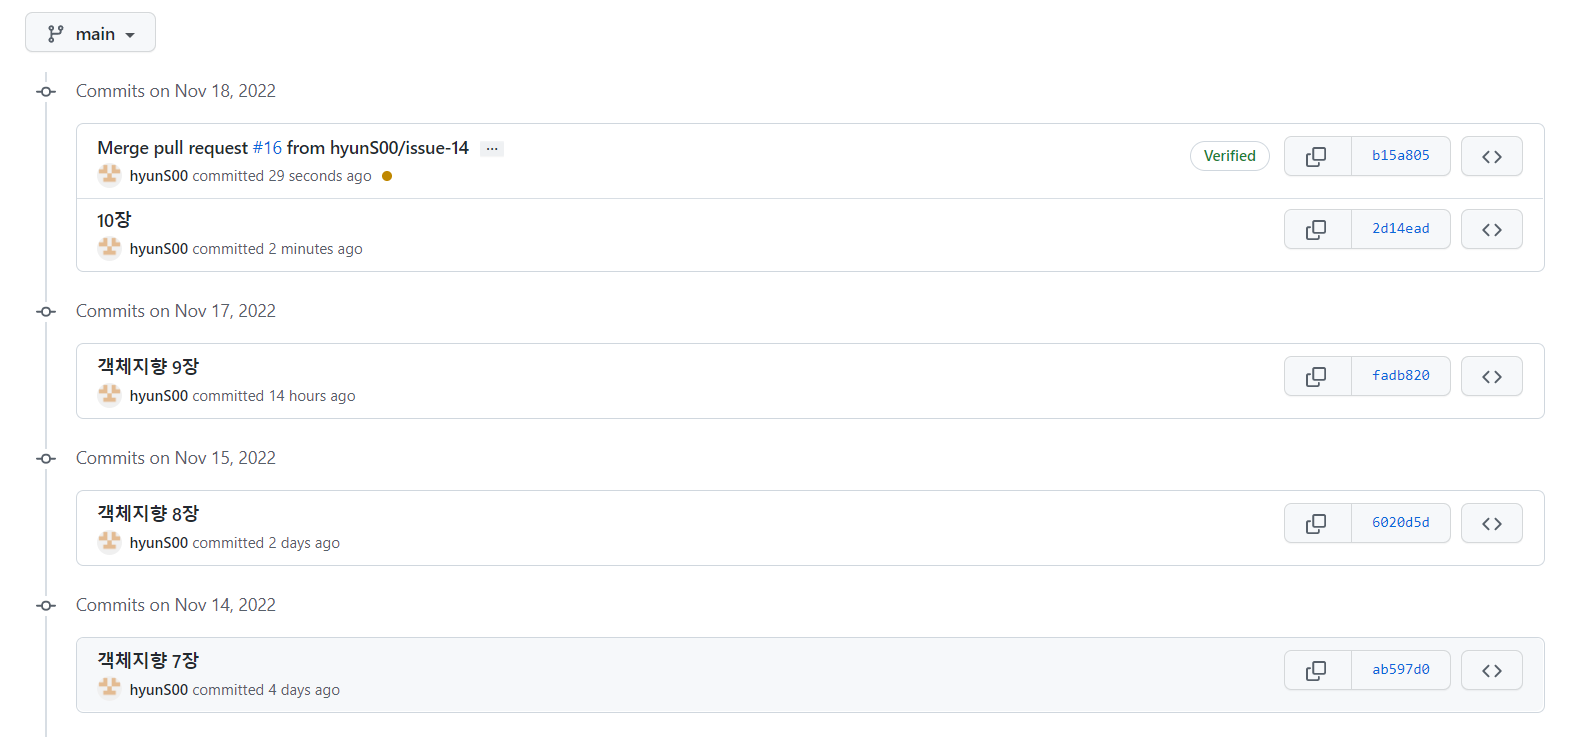 main
Commits on Nov 18, 2022
Merge pull request #16 from hyunS00/issue-14 ...
hyunS00 committed 29 seconds ago
Verified
b15a805
10장
hyunS00 committed 2 minutes ago
2d14ead
Commits on Nov 17, 2022
객체지향 9장
hyunS00 committed 14 hours ago
fadb820
Commits on Nov 15, 2022
객체지향 8장
hyunS00 committed 2 days ago
6020d5d
Commits on Nov 14, 2022
객체지향 7장
hyunS00 committed 4 days ago
ab597d0